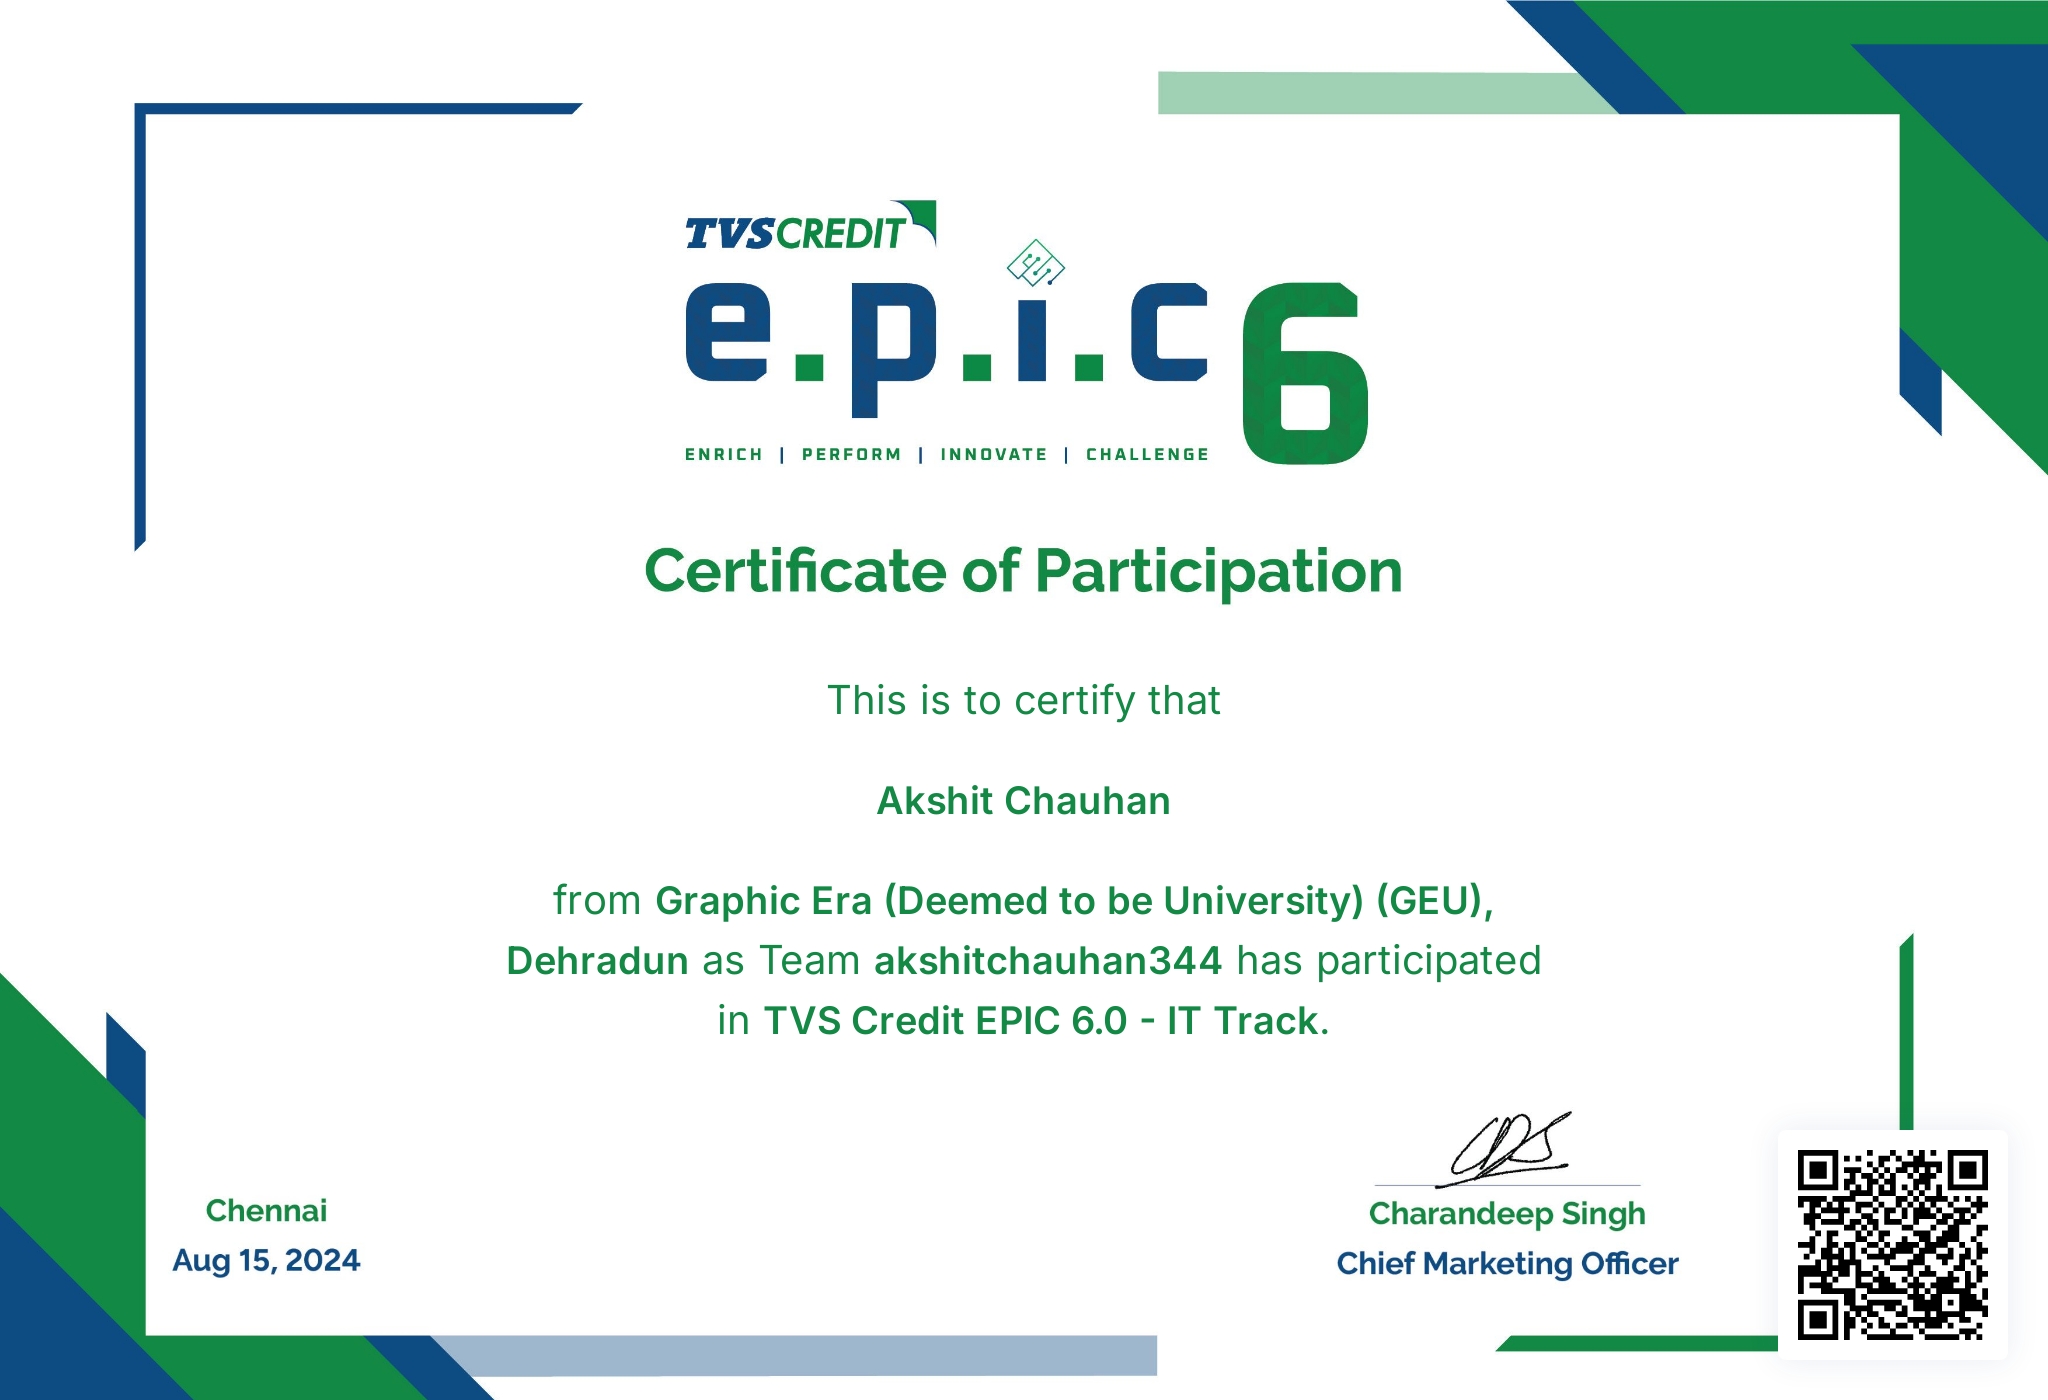 TVSCREDIT
e.p.i.c 6
ENRICH | PERFORM | INNOVATE | CHALLENGE
Certificate of Participation
This is to certify that
Akshit Chauhan
from Graphic Era (Deemed to be University) (GEU),
Dehradun as Team akshitchauhan344 has participated
in TVS Credit EPIC 6.0 - IT Track.
Chennai
Aug 15, 2024
Charandeep Singh
Chief Marketing Officer